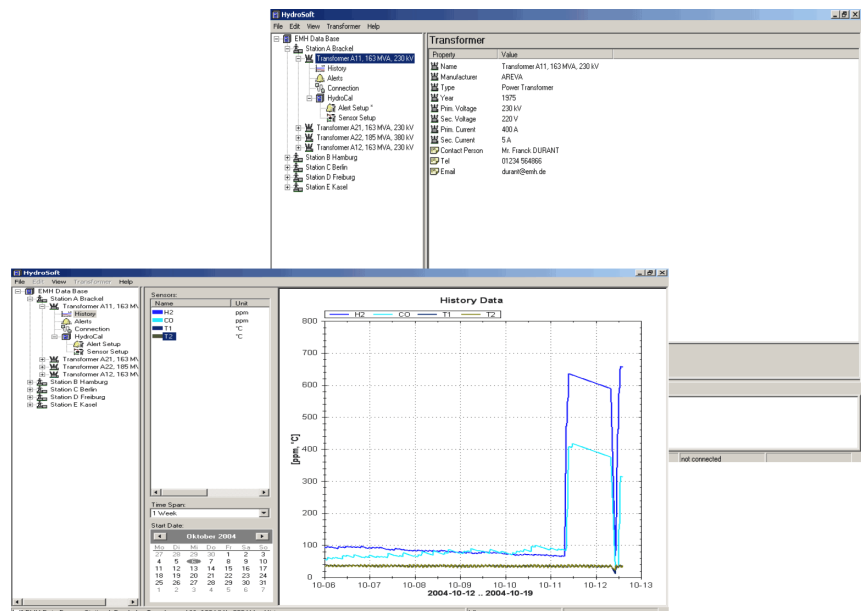 HydroSoft
File Edit View Transformer Help
EMH Data Base
Station A Brackel
Transformer A11, 163 MVA, 230 kV
History
Alerts
Connection
HydroCal
Alert Setup *
Sensor Setup
Transformer A21, 163 MVA, 230 kV
Transformer A22, 185 MVA, 380 kV
Transformer A12, 163 MVA, 230 kV
Station B Hamburg
Station C Berlin
Station D Freiburg
Station E Kasel
Transformer
Property Value
Name Transformer A11, 163 MVA, 230 kV
Manufacturer AREVA
Type Power Transformer
Year 1975
Prim. Voltage 230 kV
Sec. Voltage 220 V
Prim. Current 400 A
Sec. Current 5 A
Contact Person Mr. Franck DURANT
Tel 01234 564866
Email durant@emh.de
not connected
HydroSoft
File Edit View Transformer Help
EMH Data Base
Station A Brackel
Transformer A11, 163 M
History
Alerts
Connection
HydroCal
Alert Setup
Sensor Setup
Transformer A21, 163 M
Transformer A22, 185 M
Transformer A12, 163 M
Station B Hamburg
Station C Berlin
Station D Freiburg
Station E Kasel
Sensors:
Name Unit
H2 ppm
CO ppm
T1 °C
T2 °C
Time Span:
1 Week
Start Date:
Oktober 2004
Mo Di Mi Do Fr Sa So
27 28 29 30 1 2 3
4 5 6 7 8 9 10
11 12 13 14 15 16 17
18 19 20 21 22 23 24
25 26 27 28 29 30 31
1 2 3 4 5 6 7
History Data
H2 CO T1 T2
800
700
600
500
400
300
200
100
0
[ppm, °C]
10-06 10-07 10-08 10-09 10-10 10-11 10-12 10-13
2004-10-12 .. 2004-10-19